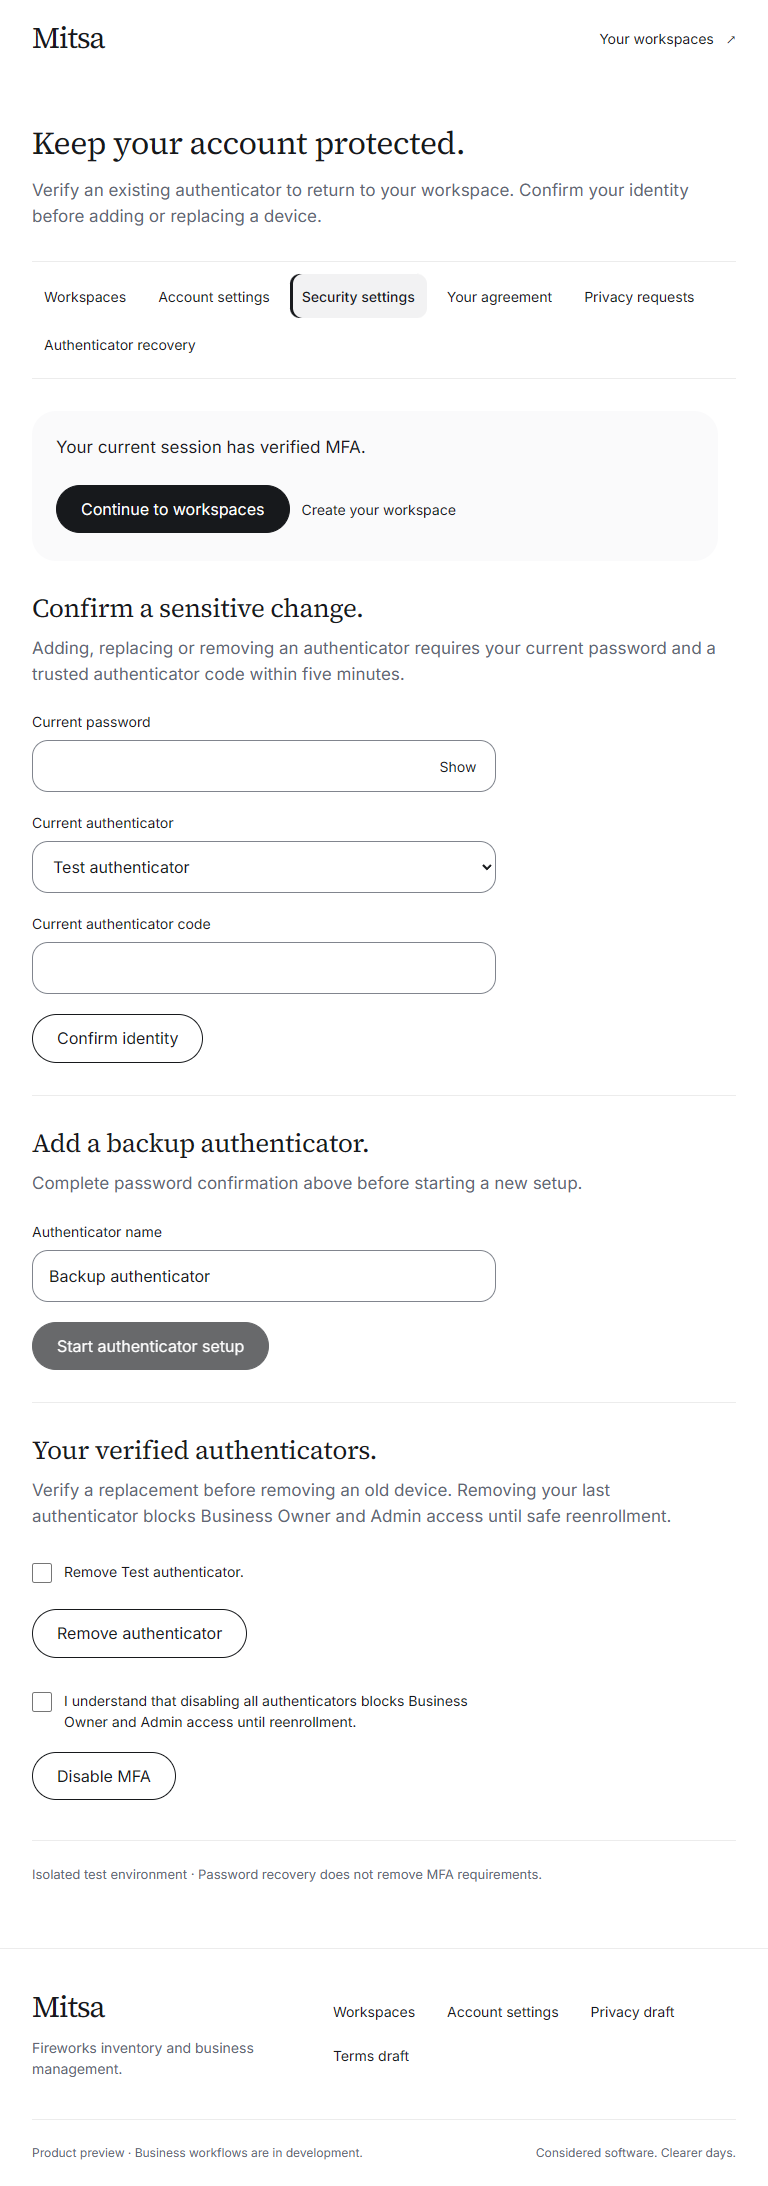 Mitsa
Your workspaces ↗
Keep your account protected.
Verify an existing authenticator to return to your workspace. Confirm your identity
before adding or replacing a device.
Workspaces Account settings Security settings Your agreement Privacy requests
Authenticator recovery
Your current session has verified MFA.
Continue to workspaces Create your workspace
Confirm a sensitive change.
Adding, replacing or removing an authenticator requires your current password and a
trusted authenticator code within five minutes.
Current password
Show
Current authenticator
Test authenticator
Current authenticator code
Confirm identity
Add a backup authenticator.
Complete password confirmation above before starting a new setup.
Authenticator name
Backup authenticator
Start authenticator setup
Your verified authenticators.
Verify a replacement before removing an old device. Removing your last
authenticator blocks Business Owner and Admin access until safe reenrollment.
Remove Test authenticator.
Remove authenticator
I understand that disabling all authenticators blocks Business
Owner and Admin access until reenrollment.
Disable MFA
Isolated test environment · Password recovery does not remove MFA requirements.
Mitsa
Fireworks inventory and business
management.
Workspaces Account settings Privacy draft
Terms draft
Product preview · Business workflows are in development.
Considered software. Clearer days.